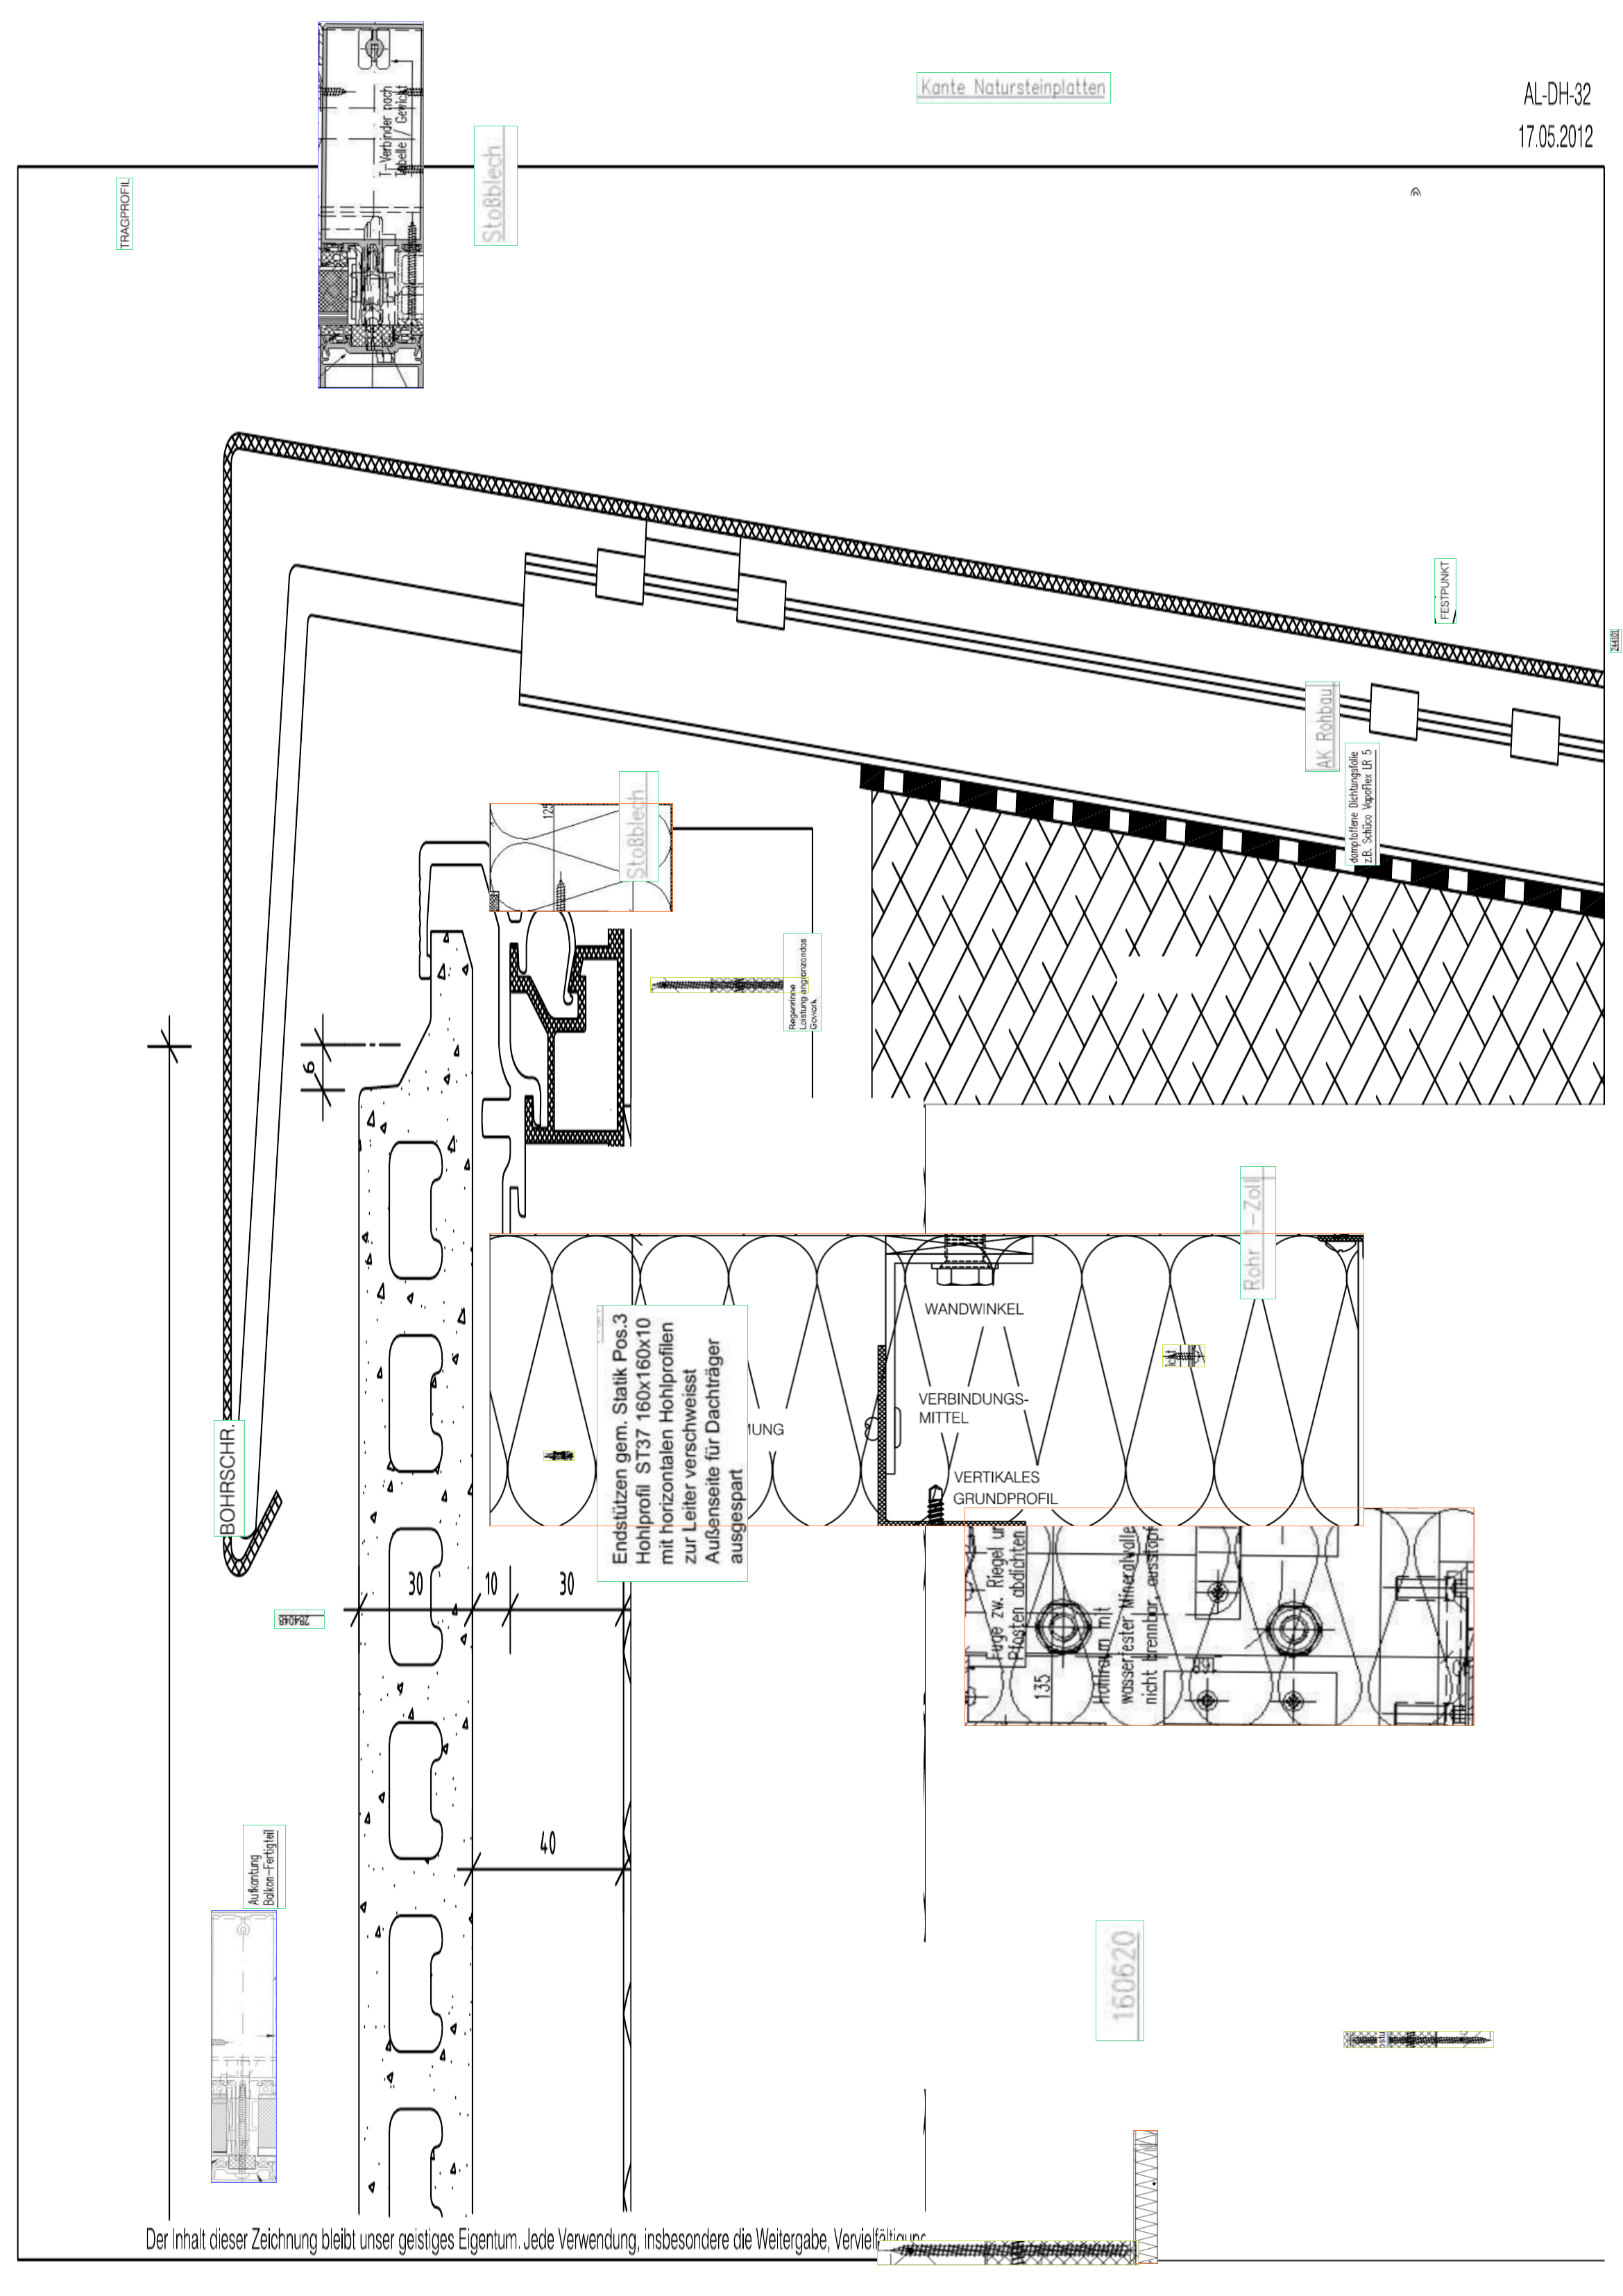 Kante Natursteinplatten
AL-DH-32
17.05.2012
T-Verbinder nach
Tabelle / Gewicht
Stoßblech
TRAGPROFIL
FESTPUNKT
AK Rohbau
dampfoffene Dichtungsfolie
z.B. Schüco Vapoflex LR 5
125
Stoßblech
Regenrinne
Leistung angrenzendes
Gewerk
6
Rohr 1-Zoll
WANDWINKEL
VERBINDUNGS-
MITTEL
VERTIKALES
GRUNDPROFIL
MUNG
Endstützen gem. Statik Pos.3
Hohlprofil ST37 160x160x10
mit horizontalen Hohlprofilen
zur Leiter verschweisst
Außenseite für Dachträger
ausgespart
BOHRSCHR.
30
10
30
284048
Fuge zw. Riegel un
Pfosten abdichten
135
Hohlraum mit
wasserfester Mineralwolle
nicht brennbar, ausstopf
40
Aufkantung
Balkon-Fertigteil
160620
Der Inhalt dieser Zeichnung bleibt unser geistiges Eigentum. Jede Verwendung, insbesondere die Weitergabe, Vervielfältigung